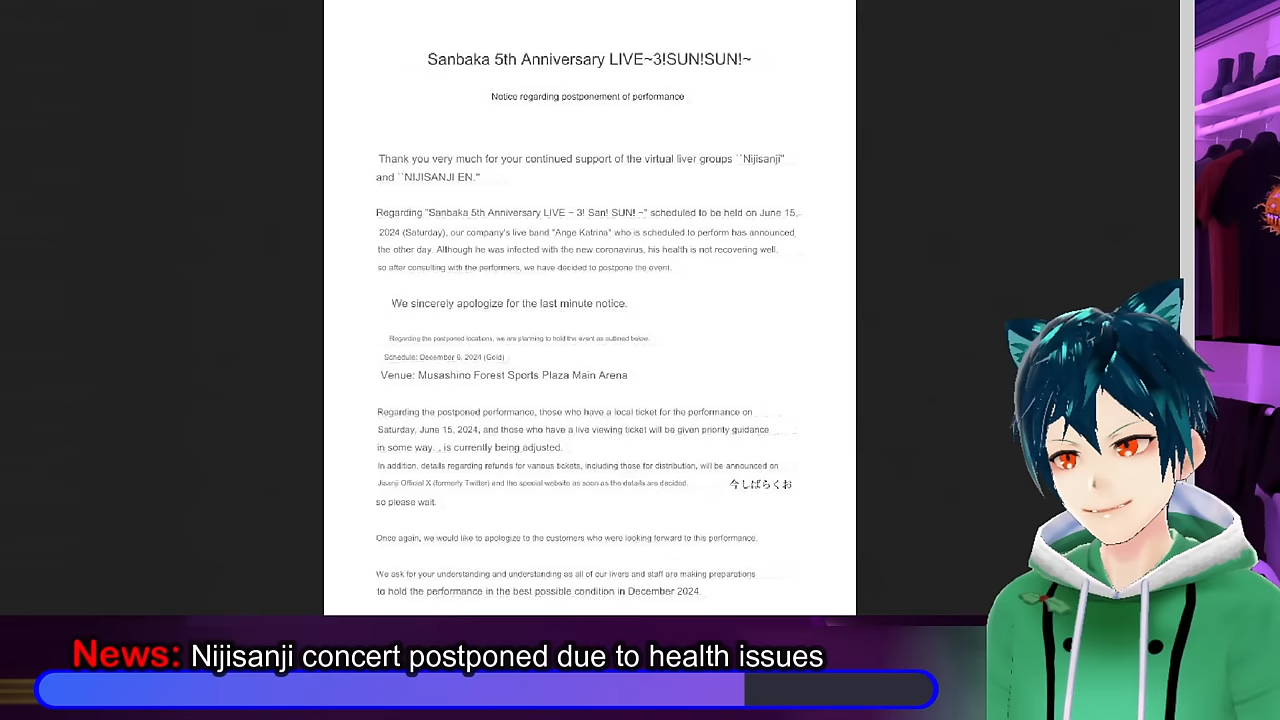 Sanbaka 5th Anniversary LIVE~3!SUN!SUN!~
Notice regarding postponement of performance
Thank you very much for your continued support of the virtual liver groups ``Nijisanji"
and ``NIJISANJI EN."
Regarding "Sanbaka 5th Anniversary LIVE ~ 3! San! SUN! ~" scheduled to be held on June 15,
2024 (Saturday), our company's live band "Ange Katrina" who is scheduled to perform has announced
the other day. Although he was infected with the new coronavirus, his health is not recovering well,
so after consulting with the performers, we have decided to postpone the event.
We sincerely apologize for the last minute notice.
Regarding the postponed locations, we are planning to hold the event as outlined below.
Schedule: December 6, 2024 (Gold)
Venue: Musashino Forest Sports Plaza Main Arena
Regarding the postponed performance, those who have a local ticket for the performance on
Saturday, June 15, 2024, and those who have a live viewing ticket will be given priority guidance
in some way. , is currently being adjusted.
In addition, details regarding refunds for various tickets, including those for distribution, will be announced on
Jisanji Official X (formerly Twitter) and the special website as soon as the details are decided. 今しばらくお
so please wait.
Once again, we would like to apologize to the customers who were looking forward to this performance.
We ask for your understanding and understanding as all of our livers and staff are making preparations
to hold the performance in the best possible condition in December 2024.
News: Nijisanji concert postponed due to health issues